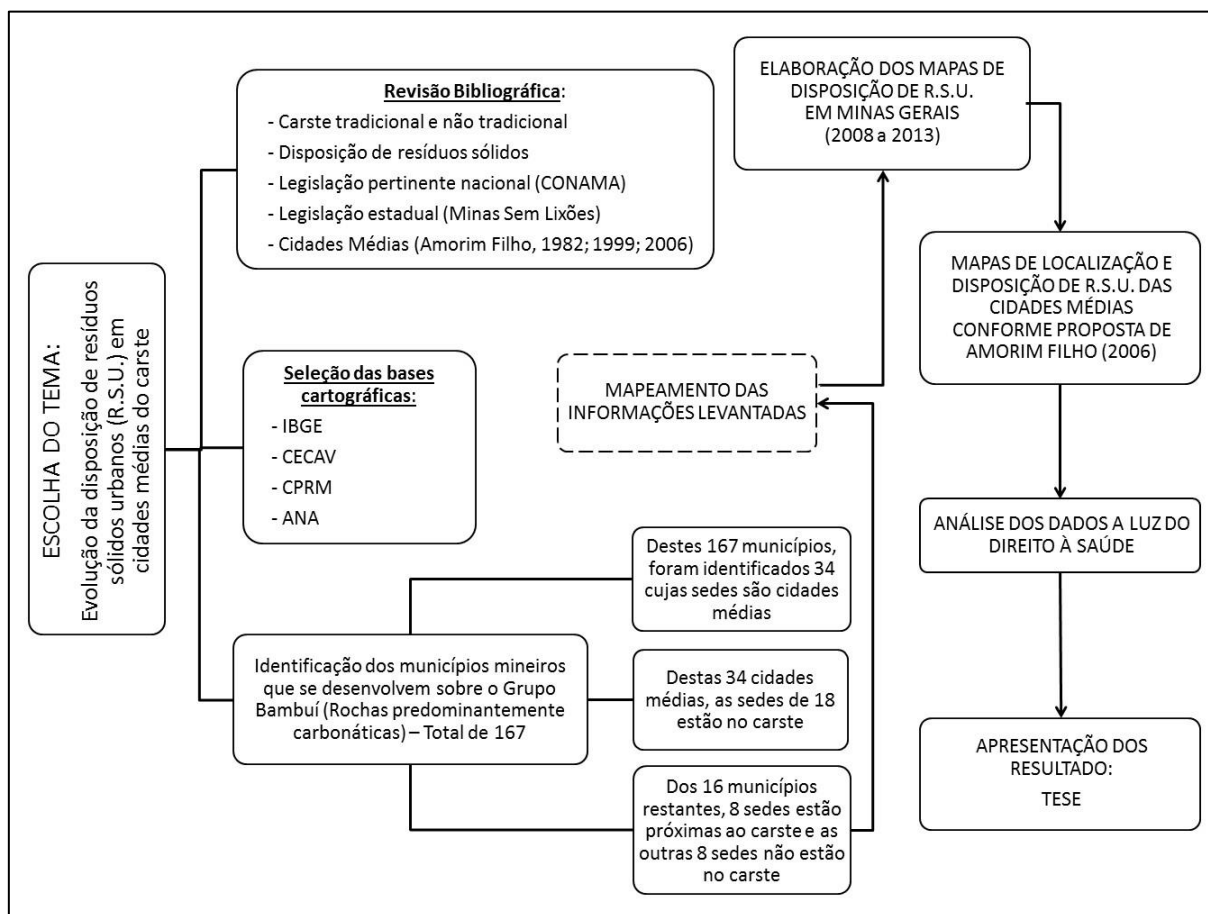 ESCOLHA DO TEMA:
Evolução da disposição de resíduos
sólidos urbanos (R.S.U.) em
cidades médias do carste
Revisão Bibliográfica:
- Carste tradicional e não tradicional
- Disposição de resíduos sólidos
- Legislação pertinente nacional (CONAMA)
- Legislação estadual (Minas Sem Lixões)
- Cidades Médias (Amorim Filho, 1982; 1999; 2006)
Seleção das bases
cartográficas:
- IBGE
- CECAV
- CPRM
- ANA
Identificação dos municípios mineiros
que se desenvolvem sobre o Grupo
Bambuí (Rochas predominantemente
carbonáticas) – Total de 167
Destes 167 municípios,
foram identificados 34
cujas sedes são cidades
médias
Destas 34 cidades
médias, as sedes de 18
estão no carste
Dos 16 municípios
restantes, 8 sedes estão
próximas ao carste e as
outras 8 sedes não estão
no carste
MAPEAMENTO DAS
INFORMAÇÕES LEVANTADAS
ELABORAÇÃO DOS MAPAS DE
DISPOSIÇÃO DE R.S.U.
EM MINAS GERAIS
(2008 a 2013)
MAPAS DE LOCALIZAÇÃO E
DISPOSIÇÃO DE R.S.U. DAS
CIDADES MÉDIAS
CONFORME PROPOSTA DE
AMORIM FILHO (2006)
ANÁLISE DOS DADOS A LUZ DO
DIREITO À SAÚDE
APRESENTAÇÃO DOS
RESULTADO:
TESE